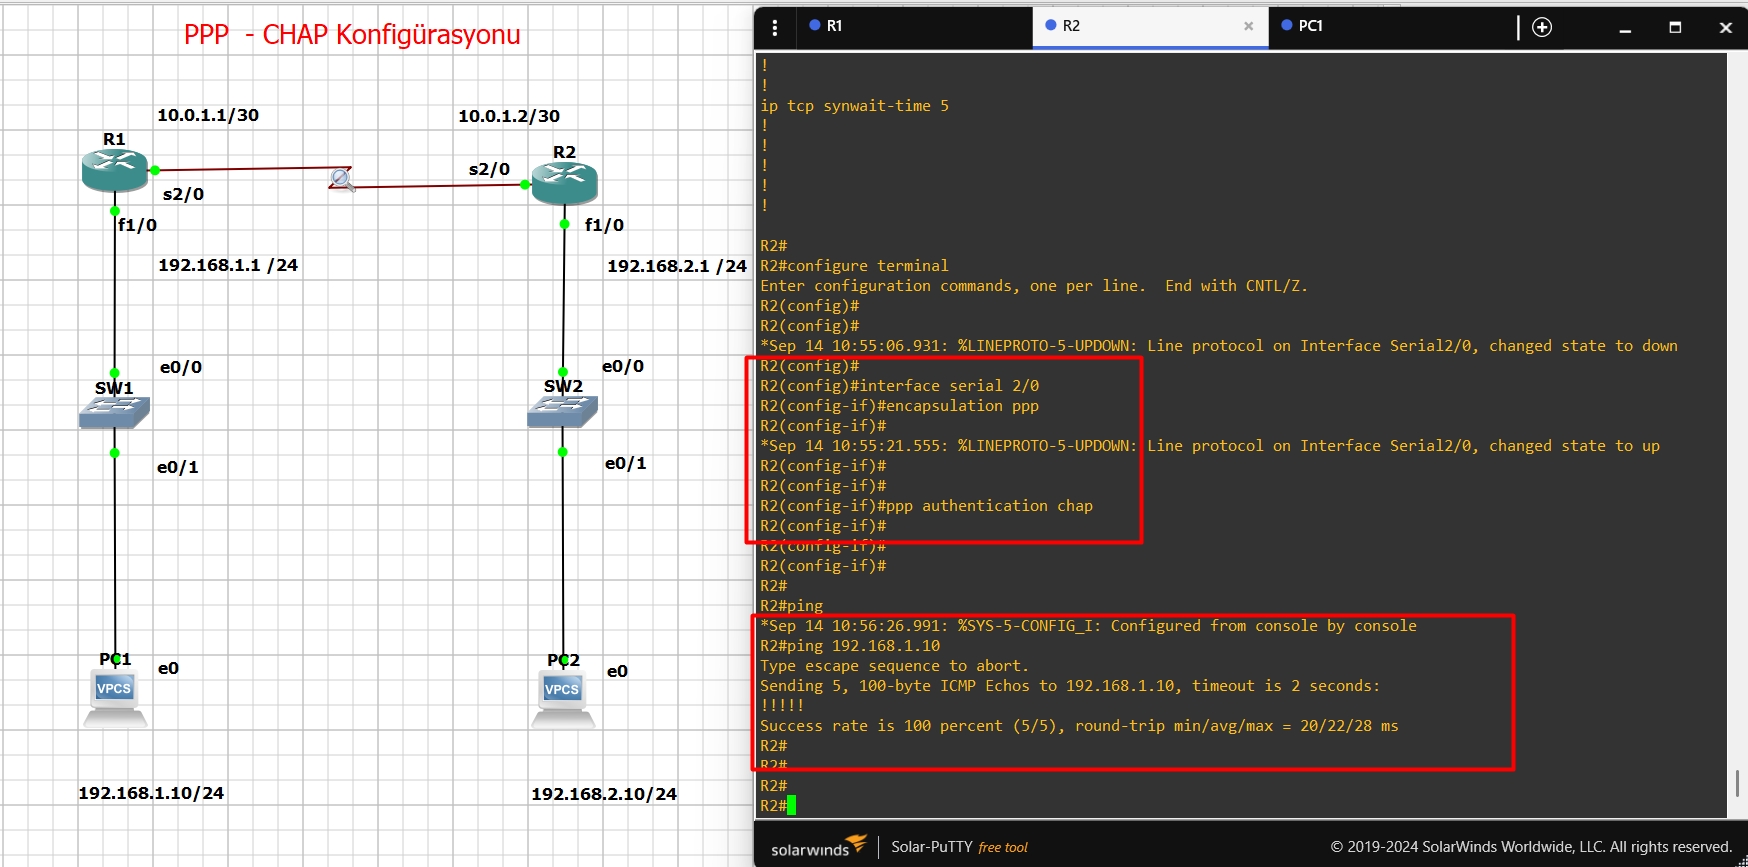 PPP - CHAP Konfigürasyonu
10.0.1.1/30
10.0.1.2/30
R1
R2
s2/0
s2/0
f1/0
f1/0
192.168.1.1 /24
192.168.2.1 /24
e0/0
e0/0
SW1
SW2
e0/1
e0/1
PC1
PC2
e0
e0
VPCS
VPCS
192.168.1.10/24
192.168.2.10/24
R1
R2
PC1
!
!
ip tcp synwait-time 5
!
!
!
!
!
R2#
R2#configure terminal
Enter configuration commands, one per line.  End with CNTL/Z.
R2(config)#
R2(config)#
*Sep 14 10:55:06.931: %LINEPROTO-5-UPDOWN: Line protocol on Interface Serial2/0, changed state to down
R2(config)#
R2(config)#interface serial 2/0
R2(config-if)#encapsulation ppp
R2(config-if)#
*Sep 14 10:55:21.555: %LINEPROTO-5-UPDOWN: Line protocol on Interface Serial2/0, changed state to up
R2(config-if)#
R2(config-if)#
R2(config-if)#ppp authentication chap
R2(config-if)#
R2(config-if)#
R2(config-if)#
R2#
R2#ping
*Sep 14 10:56:26.991: %SYS-5-CONFIG_I: Configured from console by console
R2#ping 192.168.1.10
Type escape sequence to abort.
Sending 5, 100-byte ICMP Echos to 192.168.1.10, timeout is 2 seconds:
!!!!!
Success rate is 100 percent (5/5), round-trip min/avg/max = 20/22/28 ms
R2#
R2#
R2#
R2#
solarwinds
Solar-PuTTY free tool
© 2019-2024 SolarWinds Worldwide, LLC. All rights reserved.